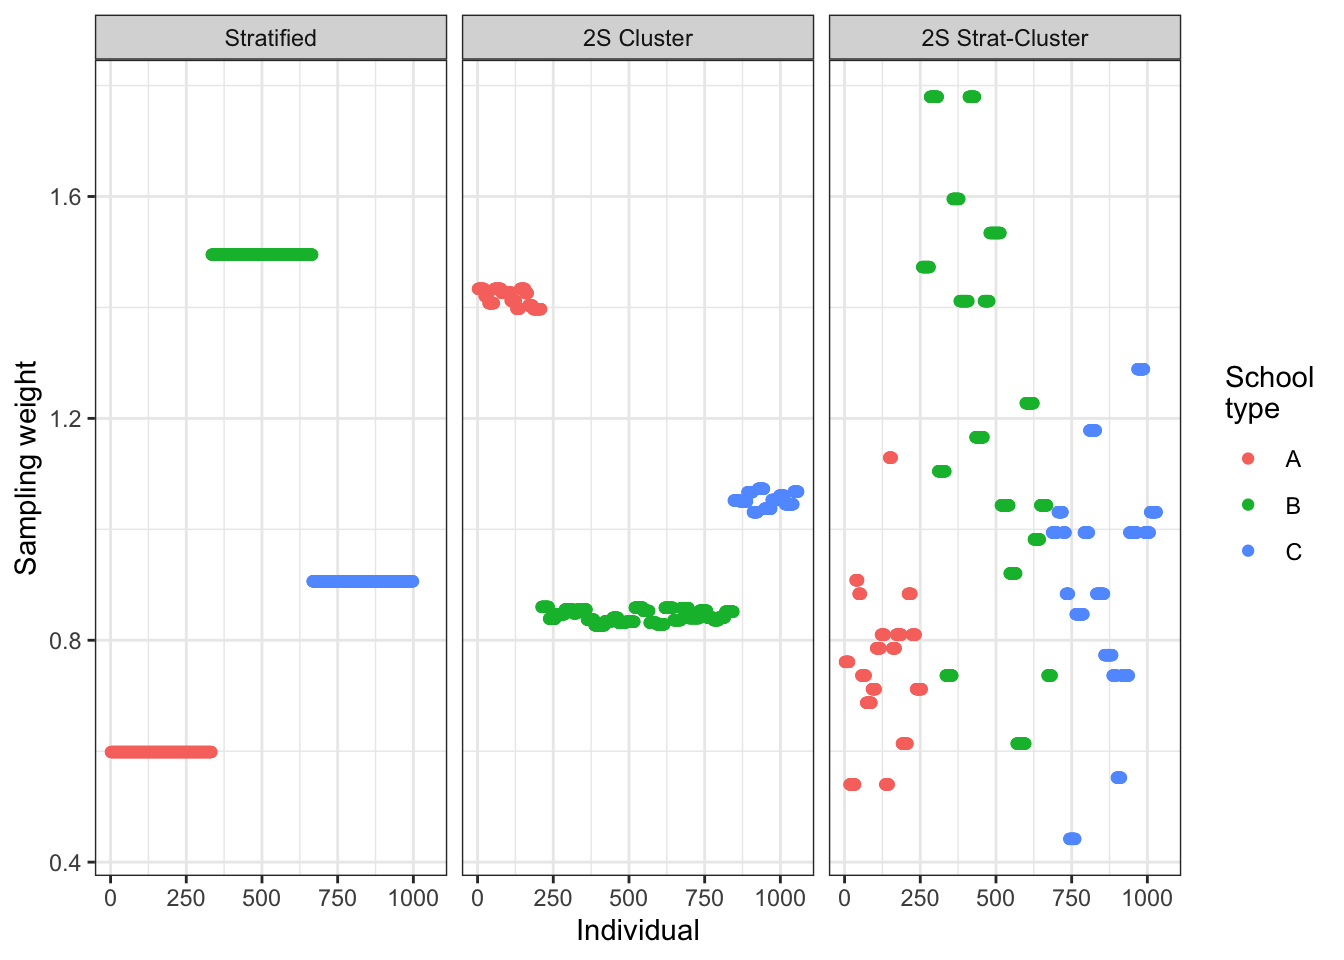 Stratified
2S Cluster
2S Strat-Cluster
Sampling weight
1.6
1.2
0.8
0.4
0 250 500 750 1000
0 250 500 750 1000
0 250 500 750 1000
Individual
School
type
A
B
C